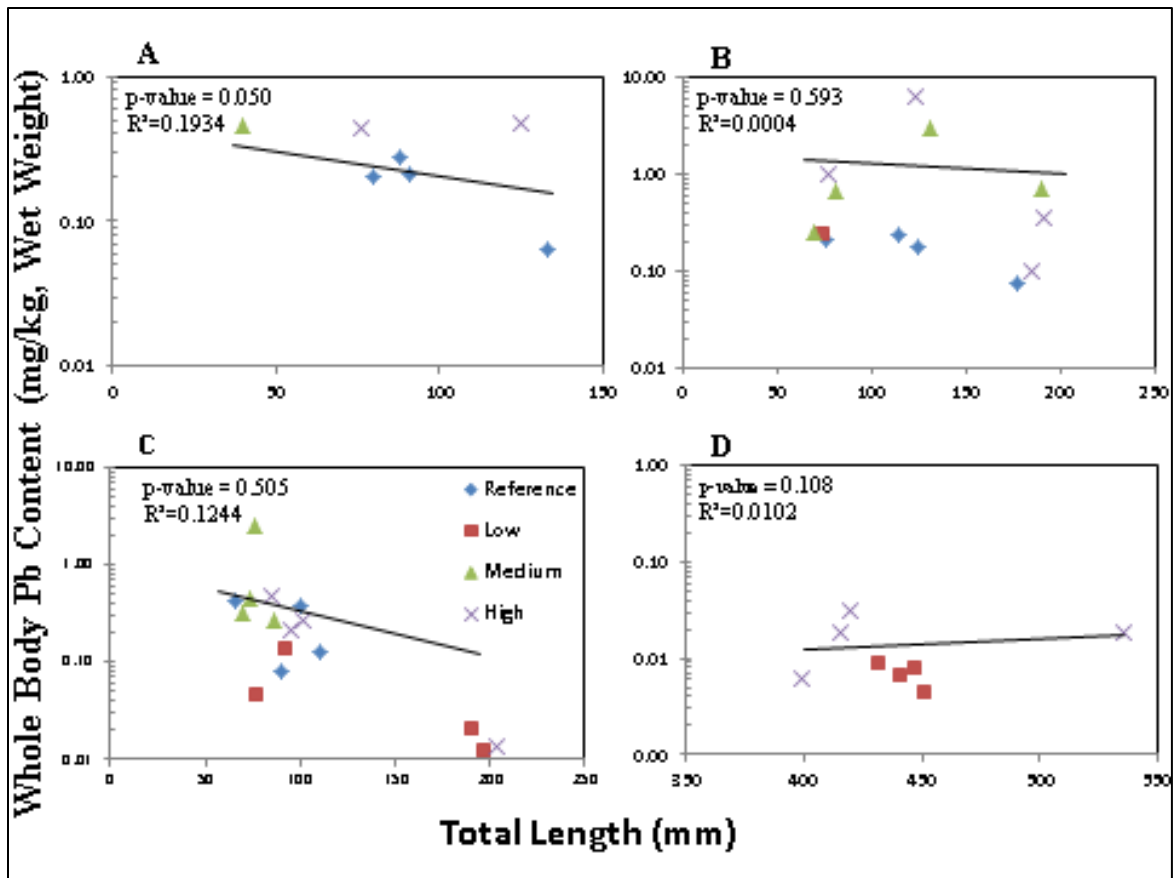 Whole Body Pb Content (mg/kg, Wet Weight)
A
p-value = 0.050
R²=0.1934
1.00
0.10
0.01
0
50
100
150
B
p-value = 0.593
R²=0.0004
10.00
1.00
0.10
0.01
0
50
100
150
200
250
C
p-value = 0.505
R²=0.1244
10.00
1.00
0.10
0.01
0
50
100
150
200
250
Reference
Low
Medium
High
D
p-value = 0.108
R²=0.0102
1.00
0.10
0.01
0.00
350
400
450
500
550
Total Length (mm)